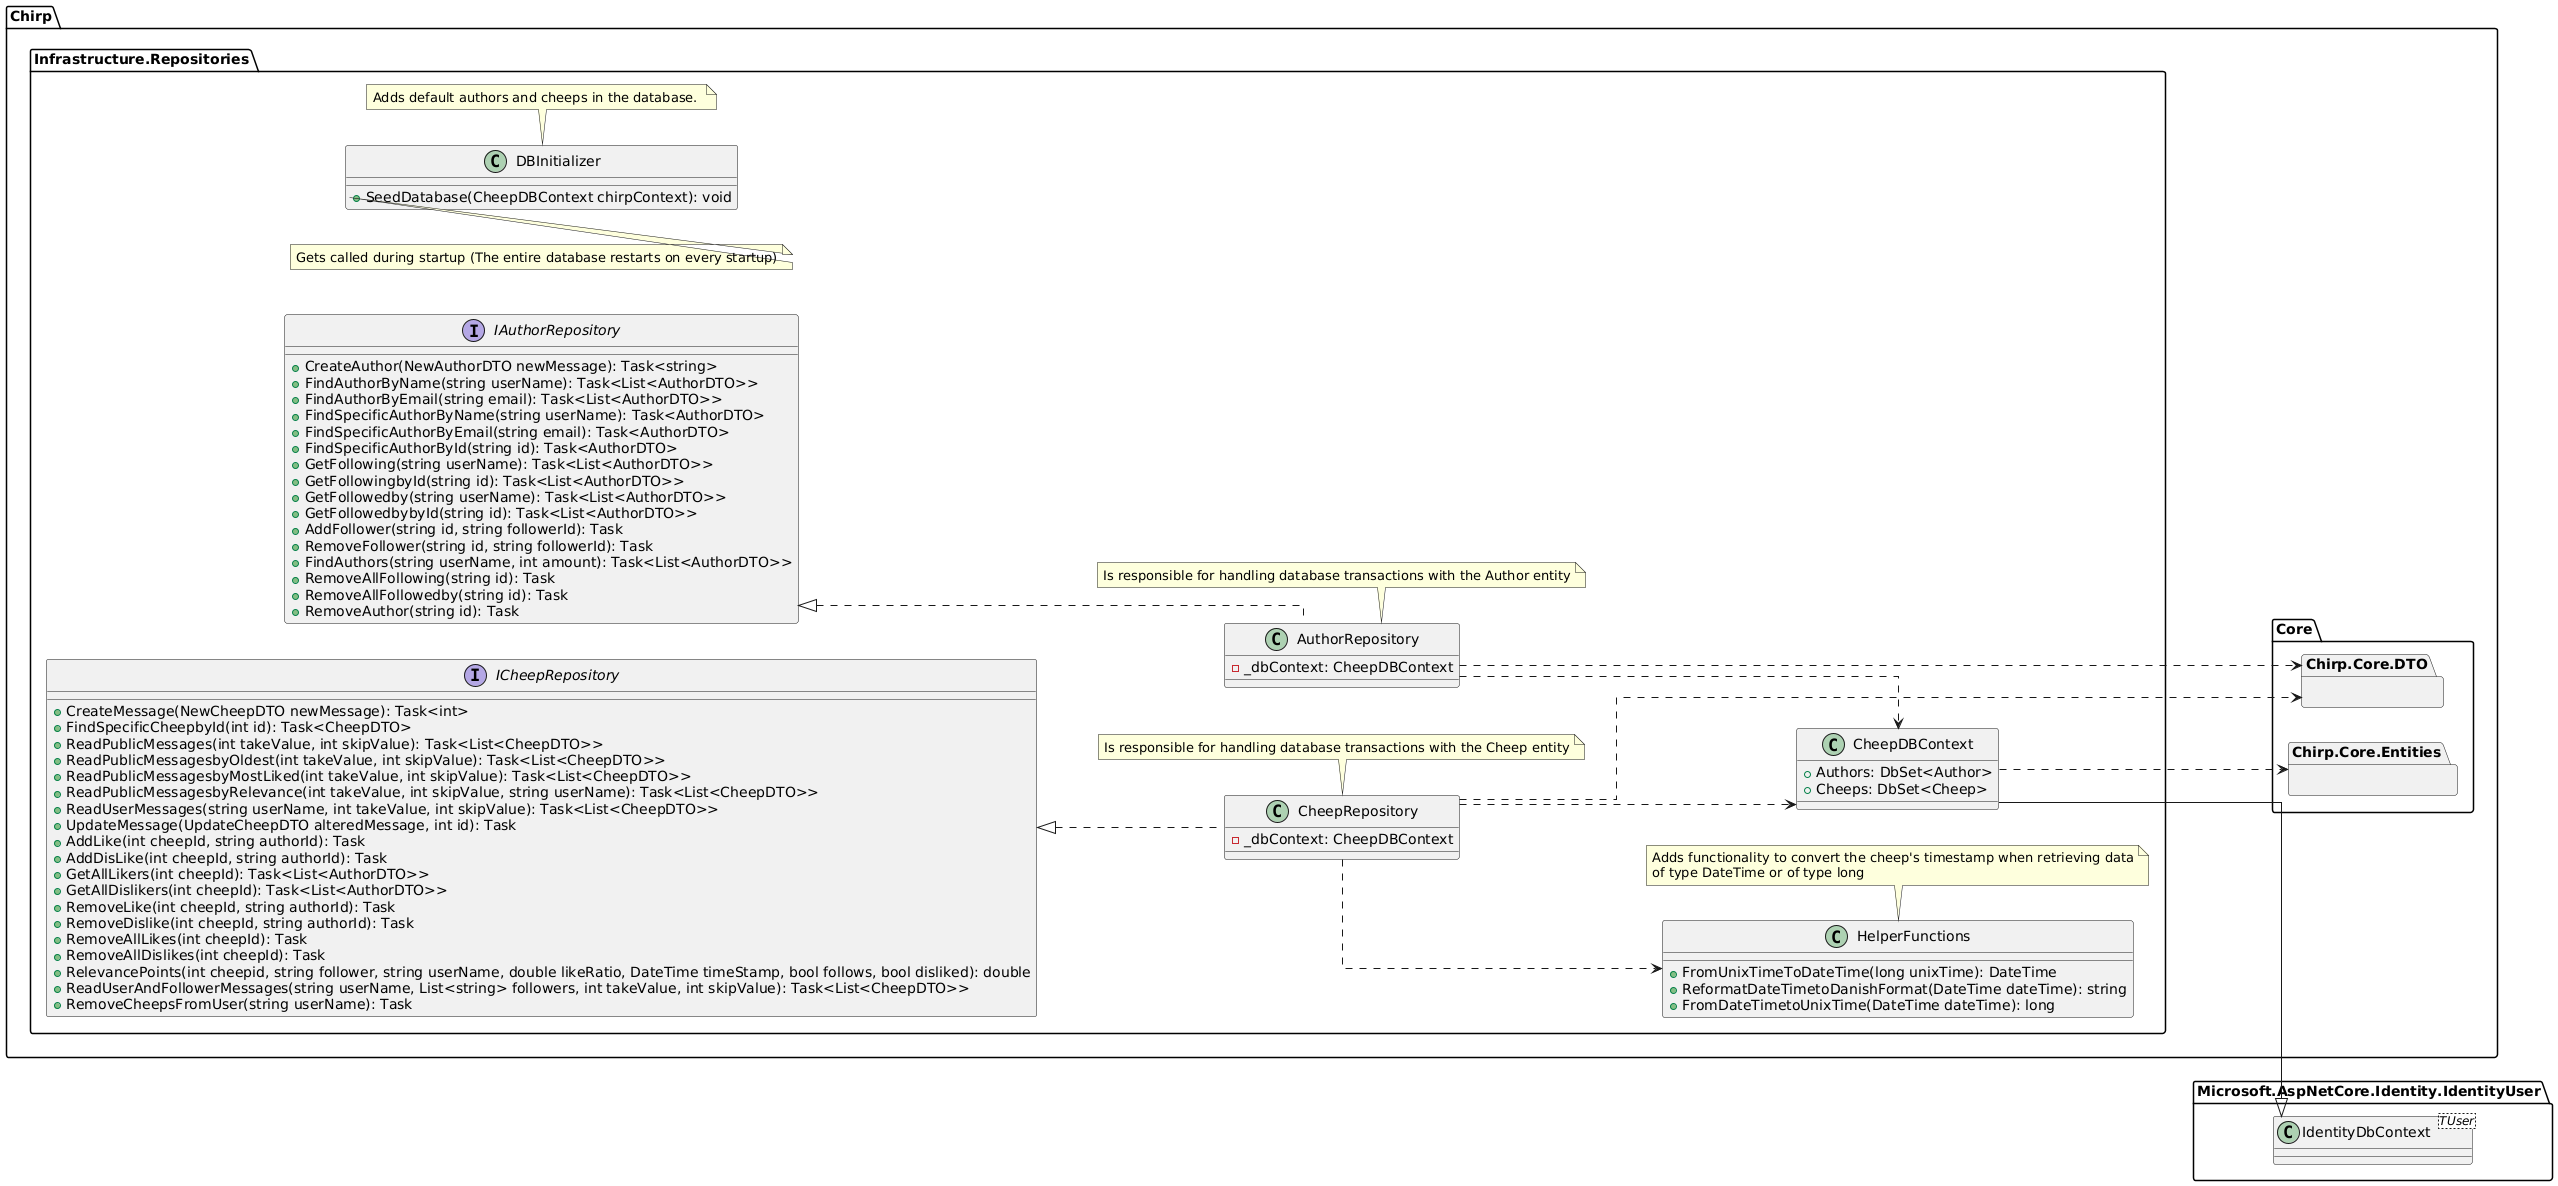 Chirp
Infrastructure.Repositories
Adds default authors and cheeps in the database.
C DBInitializer
SeedDatabase(CheepDBContext chirpContext): void
Gets called during startup (The entire database restarts on every startup)
I IAuthorRepository
CreateAuthor(NewAuthorDTO newMessage): Task<string>
FindAuthorByName(string userName): Task<List<AuthorDTO>>
FindAuthorByEmail(string email): Task<List<AuthorDTO>>
FindSpecificAuthorByName(string userName): Task<AuthorDTO>
FindSpecificAuthorByEmail(string email): Task<AuthorDTO>
FindSpecificAuthorById(string id): Task<AuthorDTO>
GetFollowing(string userName): Task<List<AuthorDTO>>
GetFollowingbyId(string id): Task<List<AuthorDTO>>
GetFollowedby(string userName): Task<List<AuthorDTO>>
GetFollowedbybyId(string id): Task<List<AuthorDTO>>
AddFollower(string id, string followerId): Task
RemoveFollower(string id, string followerId): Task
FindAuthors(string userName, int amount): Task<List<AuthorDTO>>
RemoveAllFollowing(string id): Task
RemoveAllFollowedby(string id): Task
RemoveAuthor(string id): Task
Is responsible for handling database transactions with the Author entity
C AuthorRepository
_dbContext: CheepDBContext
I ICheepRepository
CreateMessage(NewCheepDTO newMessage): Task<int>
FindSpecificCheepbyId(int id): Task<CheepDTO>
ReadPublicMessages(int takeValue, int skipValue): Task<List<CheepDTO>>
ReadPublicMessagesbyOldest(int takeValue, int skipValue): Task<List<CheepDTO>>
ReadPublicMessagesbyMostLiked(int takeValue, int skipValue): Task<List<CheepDTO>>
ReadPublicMessagesbyRelevance(int takeValue, int skipValue, string userName): Task<List<CheepDTO>>
ReadUserMessages(string userName, int takeValue, int skipValue): Task<List<CheepDTO>>
UpdateMessage(UpdateCheepDTO alteredMessage, int id): Task
AddLike(int cheepId, string authorId): Task
AddDisLike(int cheepId, string authorId): Task
GetAllLikers(int cheepId): Task<List<AuthorDTO>>
GetAllDislikers(int cheepId): Task<List<AuthorDTO>>
RemoveLike(int cheepId, string authorId): Task
RemoveDislike(int cheepId, string authorId): Task
RemoveAllLikes(int cheepId): Task
RemoveAllDislikes(int cheepId): Task
RelevancePoints(int cheepid, string follower, string userName, double likeRatio, DateTime timeStamp, bool follows, bool disliked): double
ReadUserAndFollowerMessages(string userName, List<string> followers, int takeValue, int skipValue): Task<List<CheepDTO>>
RemoveCheepsFromUser(string userName): Task
Is responsible for handling database transactions with the Cheep entity
C CheepRepository
_dbContext: CheepDBContext
C CheepDBContext
Authors: DbSet<Author>
Cheeps: DbSet<Cheep>
Adds functionality to convert the cheep's timestamp when retrieving data
of type DateTime or of type long
C HelperFunctions
FromUnixTimeToDateTime(long unixTime): DateTime
ReformatDateTimetoDanishFormat(DateTime dateTime): string
FromDateTimetoUnixTime(DateTime dateTime): long
Core
Chirp.Core.DTO
Chirp.Core.Entities
Microsoft.AspNetCore.Identity.IdentityUser
C IdentityDbContext
TUser